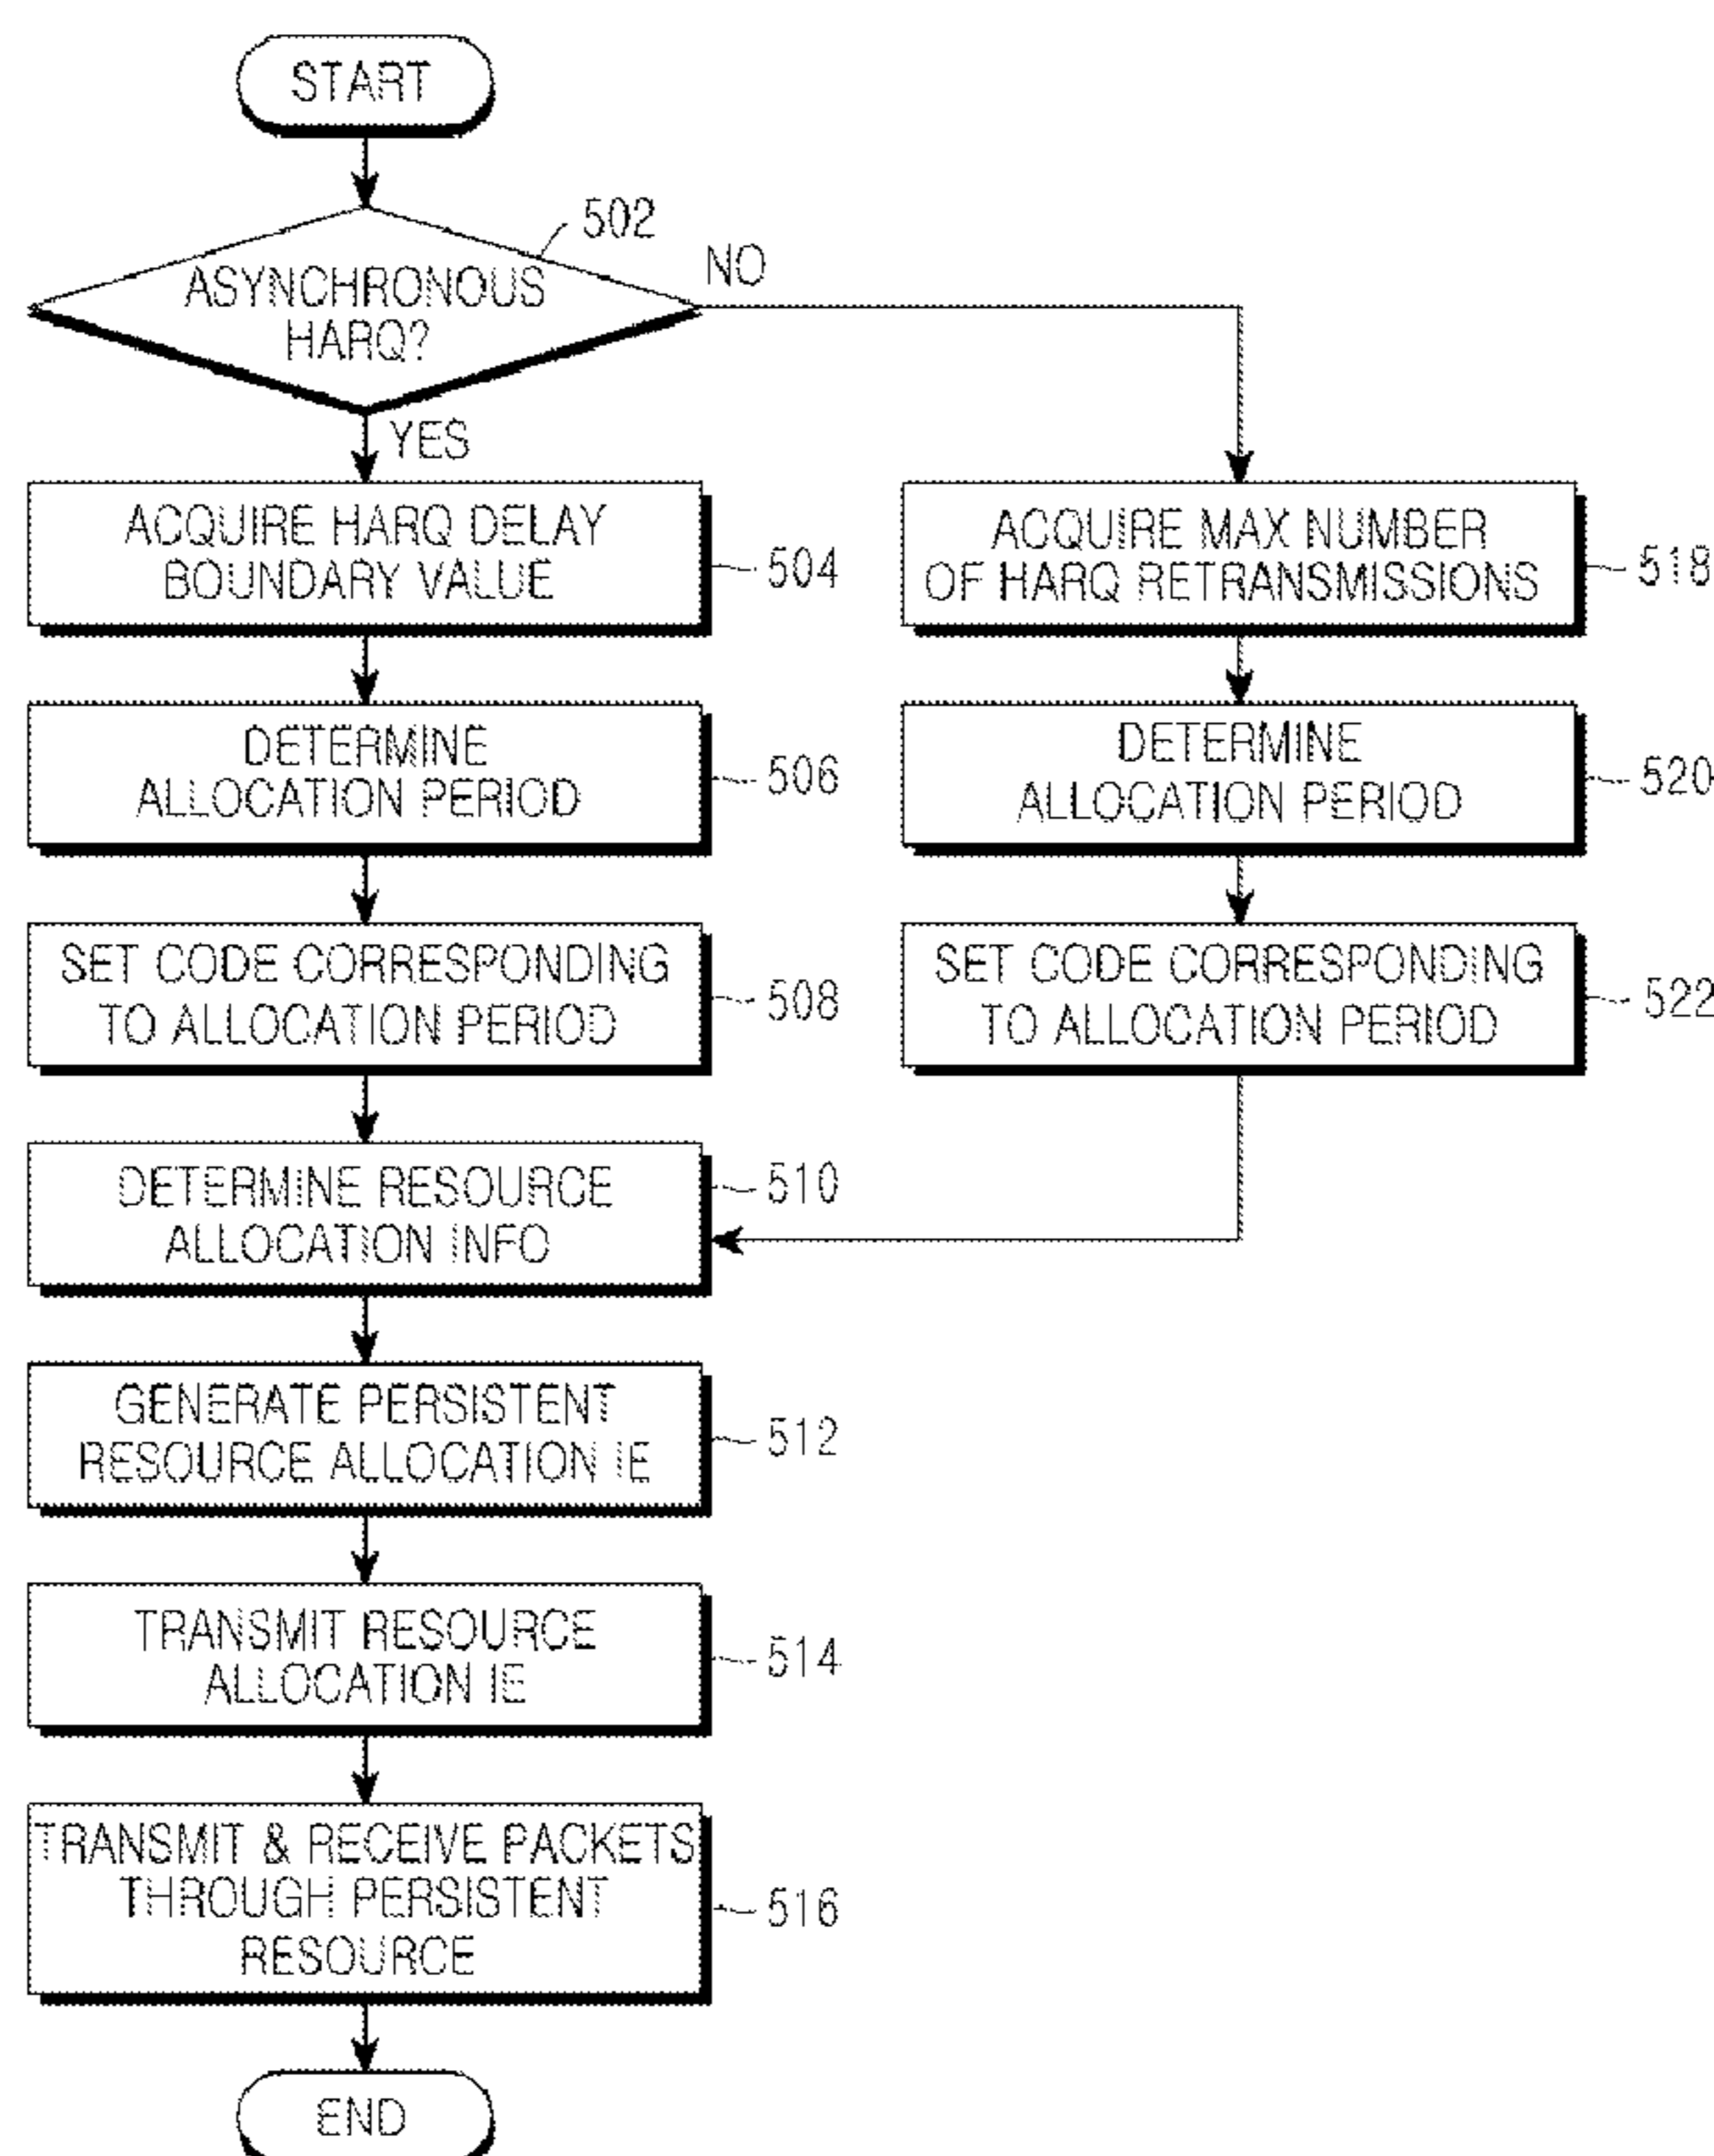 START
502
ASYNCHRONOUS
HARQ?
NO
YES
ACQUIRE HARQ DELAY
BOUNDARY VALUE
504
ACQUIRE MAX NUMBER
OF HARQ RETRANSMISSIONS
518
DETERMINE
ALLOCATION PERIOD
506
DETERMINE
ALLOCATION PERIOD
520
SET CODE CORRESPONDING
TO ALLOCATION PERIOD
508
SET CODE CORRESPONDING
TO ALLOCATION PERIOD
522
DETERMINE RESOURCE
ALLOCATION INFO
510
GENERATE PERSISTENT
RESOURCE ALLOCATION IE
512
TRANSMIT RESOURCE
ALLOCATION IE
514
TRANSMIT & RECEIVE PACKETS
THROUGH PERSISTENT
RESOURCE
516
END